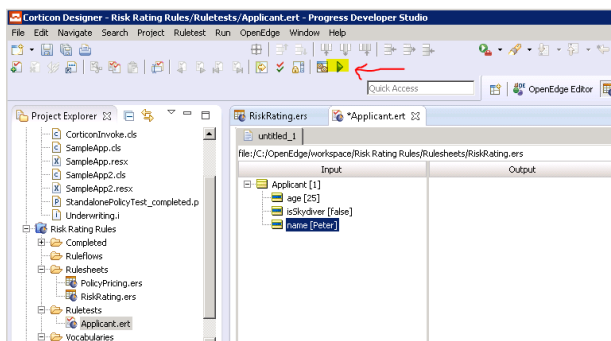 Corticon Designer - Risk Rating Rules/Ruletests/Applicant.ert - Progress Developer Studio
File Edit Navigate Search Project Ruletest Run OpenEdge Window Help
Quick Access
OpenEdge Editor
Project Explorer
RiskRating.ers
*Applicant.ert
CorticonInvoke.cls
SampleApp.cls
SampleApp.resx
SampleApp2.cls
SampleApp2.resx
StandalonePolicyTest_completed.p
Underwriting.i
Risk Rating Rules
Completed
Ruleflows
Rulesheets
PolicyPricing.ers
RiskRating.ers
Ruletests
Applicant.ert
Vocabularies
untitled_1
file:/C:/OpenEdge/workspace/Risk Rating Rules/Rulesheets/RiskRating.ers
Input
Output
Applicant [1]
age [25]
isSkydiver [false]
name [Peter]